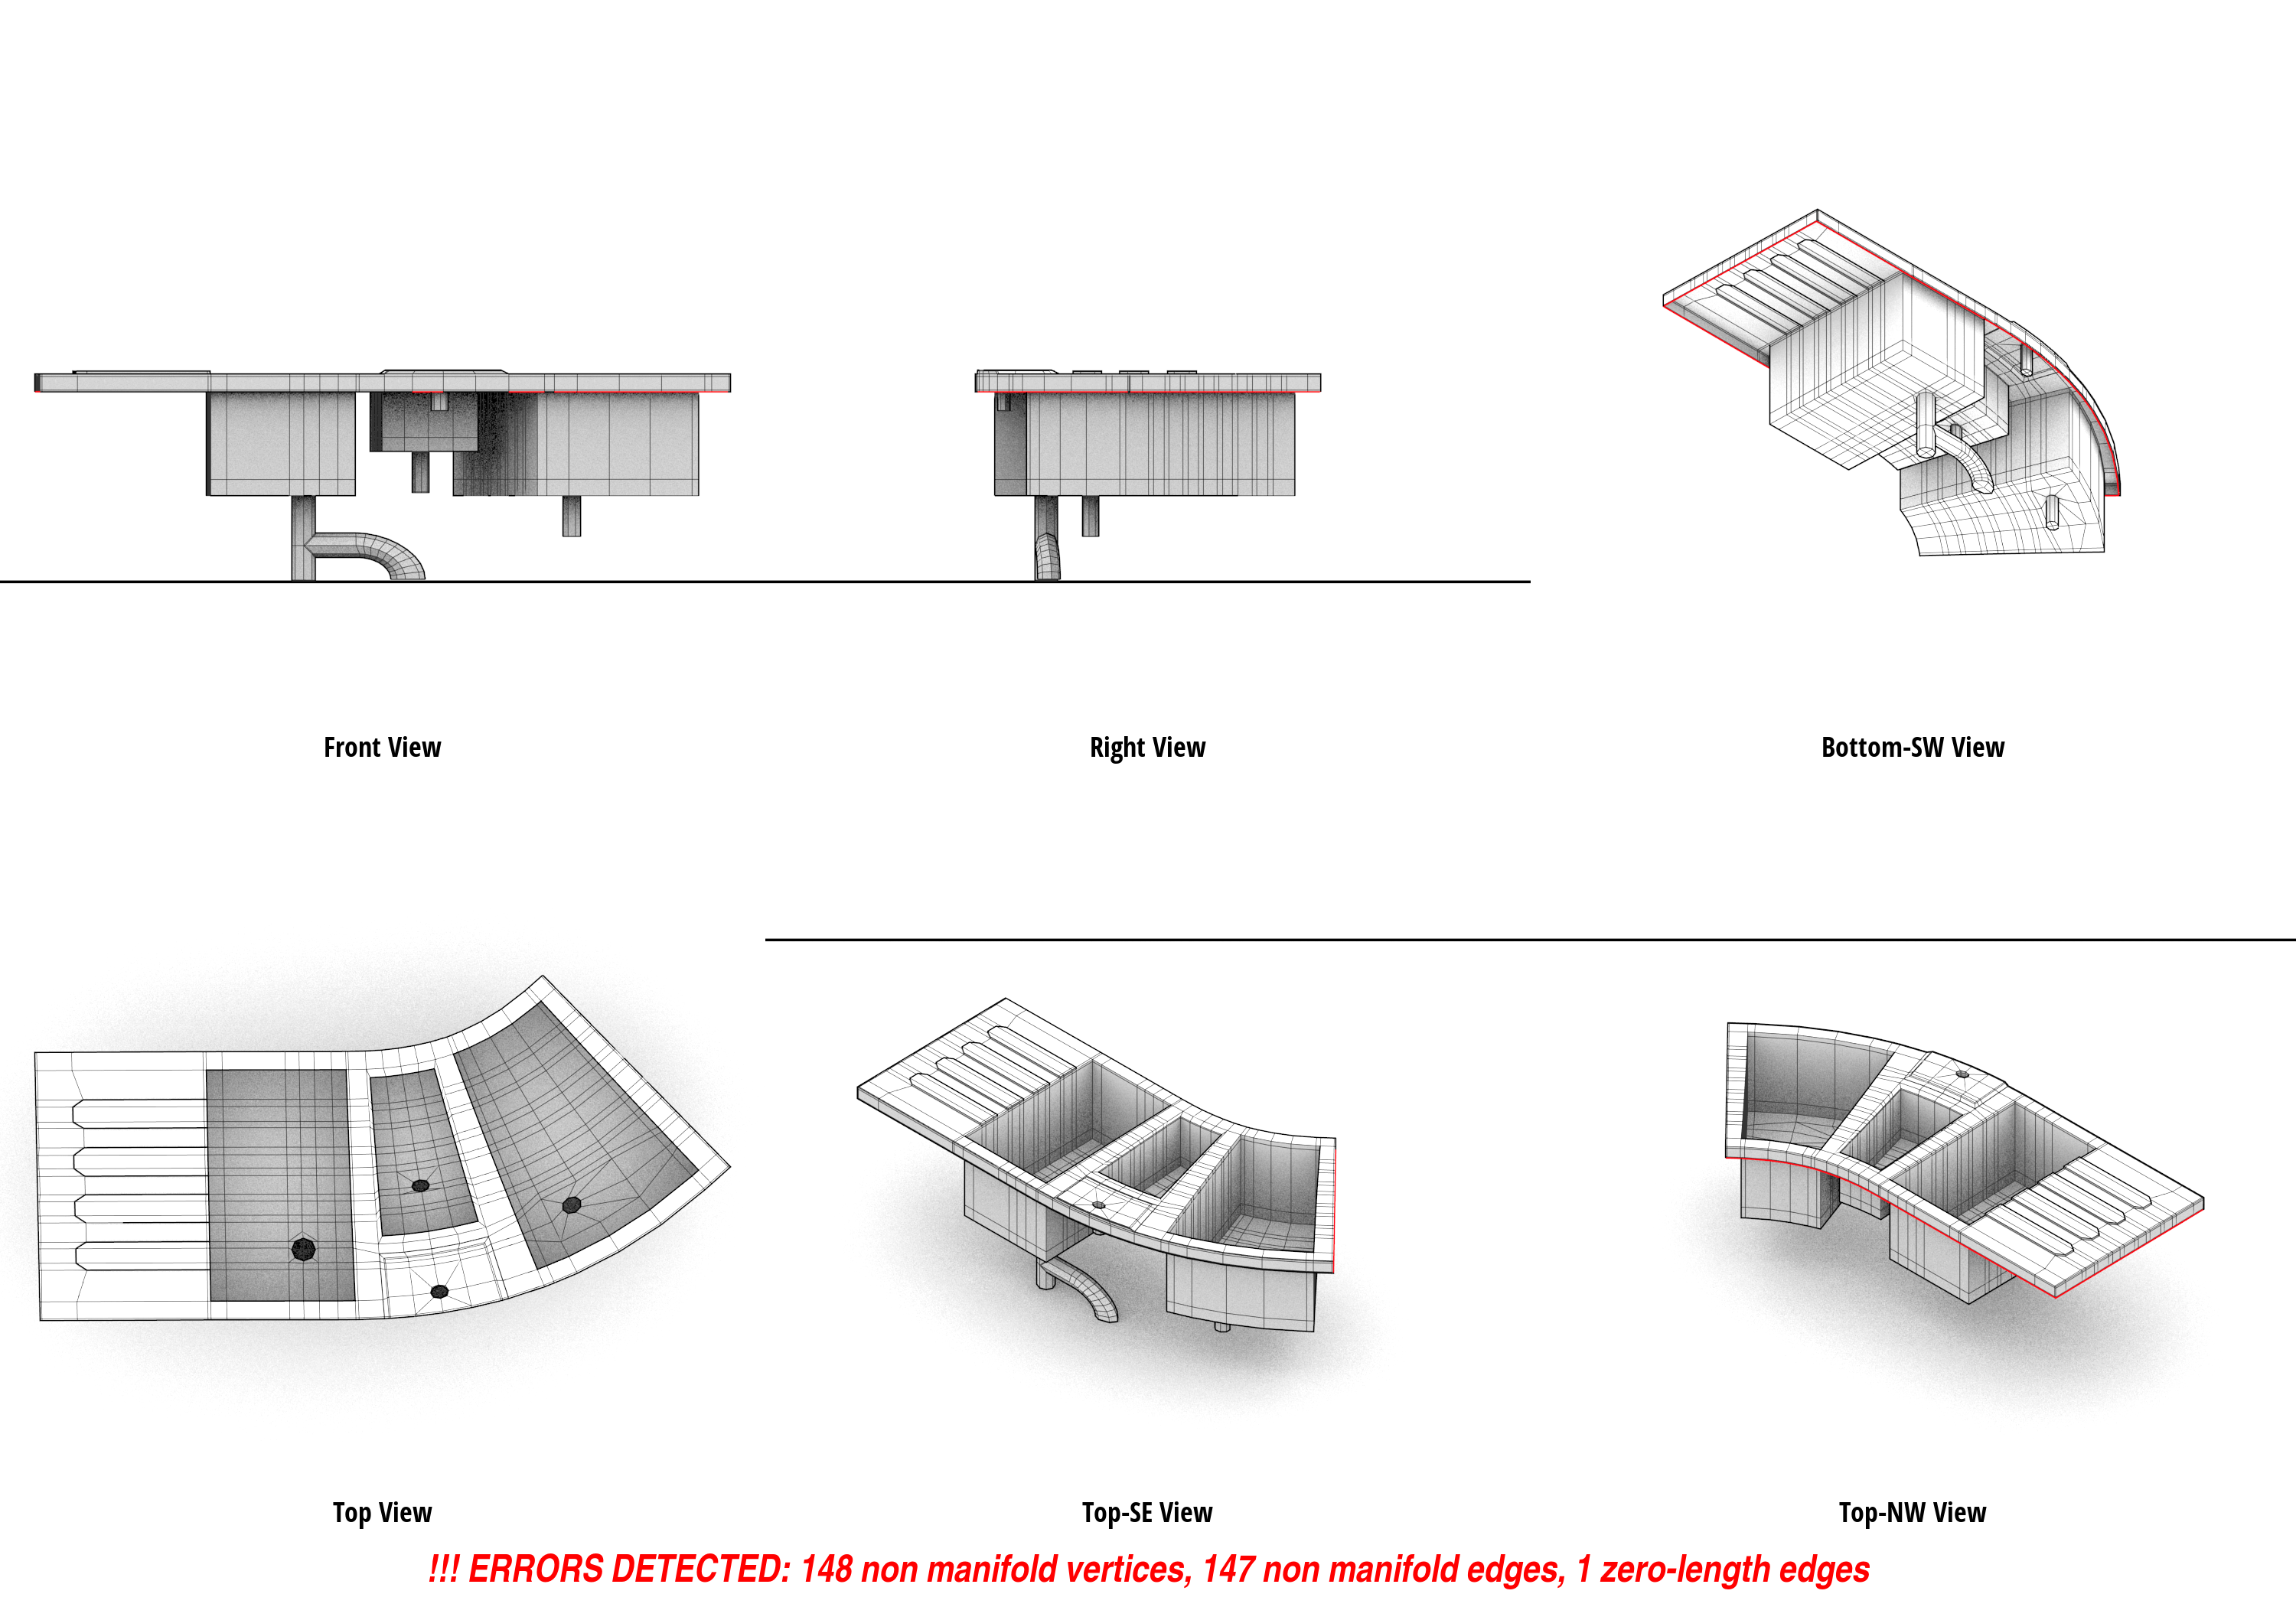 Front View
Right View
Bottom-SW View
Top View
Top-SE View
Top-NW View
!!! ERRORS DETECTED: 148 non manifold vertices, 147 non manifold edges, 1 zero-length edges